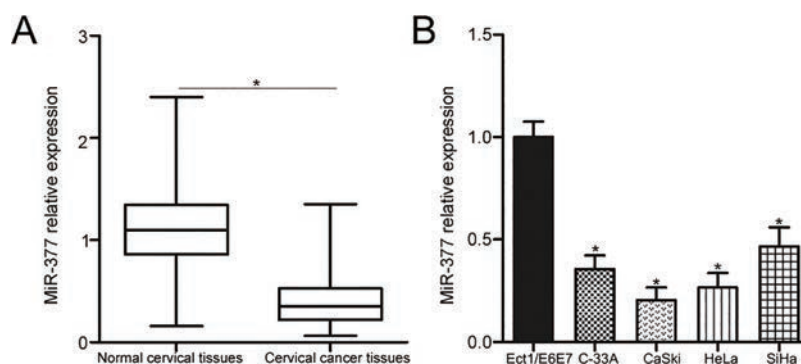 A
MiR-377 relative expression
3
2
1
0
*
Normal cervical tissues
Cervical cancer tissues
B
MiR-377 relative expression
1.5
1.0
0.5
0.0
*
*
*
*
Ect1/E6E7
C-33A
CaSki
HeLa
SiHa